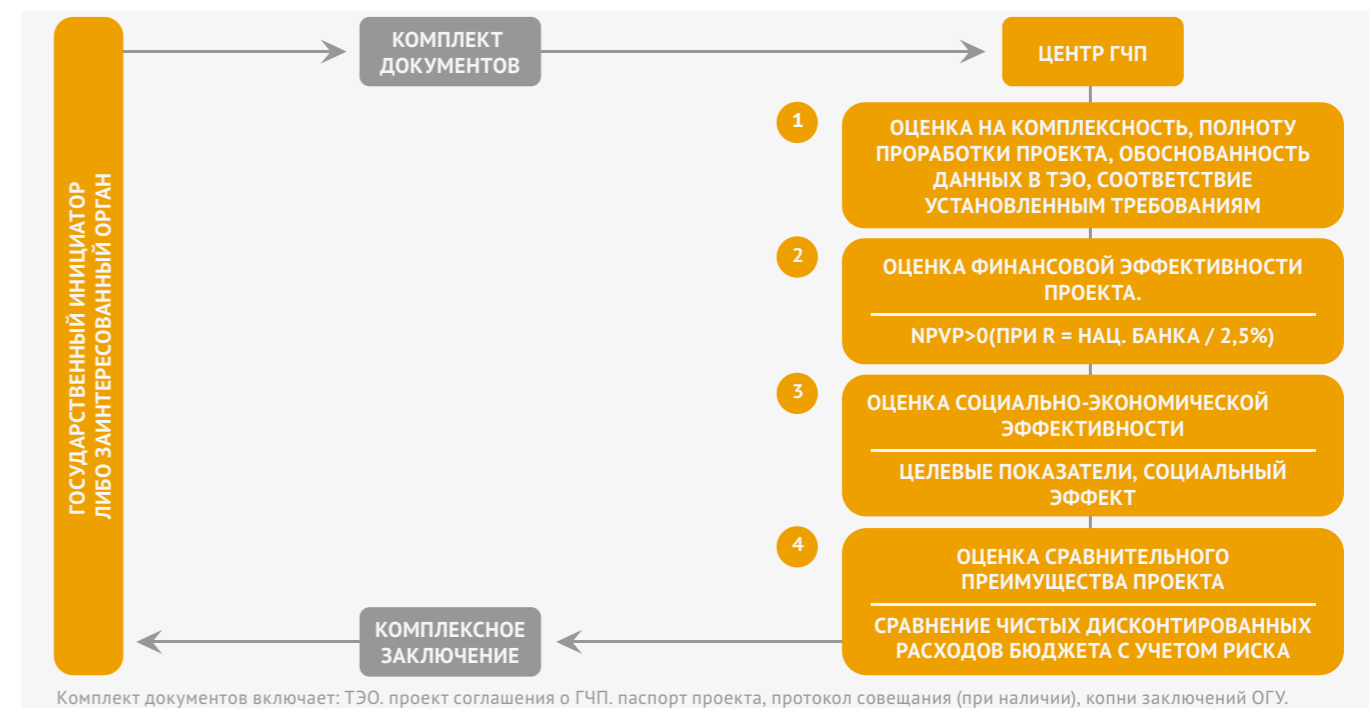 ГОСУДАРСТВЕННЫЙ ИНИЦИАТОР
ЛИБО ЗАИНТЕРЕСОВАННЫЙ ОРГАН
КОМПЛЕКТ
ДОКУМЕНТОВ
ЦЕНТР ГЧП
1
ОЦЕНКА НА КОМПЛЕКСНОСТЬ, ПОЛНОТУ
ПРОРАБОТКИ ПРОЕКТА, ОБОСНОВАННОСТЬ
ДАННЫХ В ТЭО, СООТВЕТСТВИЕ
УСТАНОВЛЕННЫМ ТРЕБОВАНИЯМ
2
ОЦЕНКА ФИНАНСОВОЙ ЭФФЕКТИВНОСТИ
ПРОЕКТА.
NPVP>0(ПРИ R = НАЦ. БАНКА / 2,5%)
3
ОЦЕНКА СОЦИАЛЬНО-ЭКОНОМИЧЕСКОЙ
ЭФФЕКТИВНОСТИ
ЦЕЛЕВЫЕ ПОКАЗАТЕЛИ, СОЦИАЛЬНЫЙ
ЭФФЕКТ
4
ОЦЕНКА СРАВНИТЕЛЬНОГО
ПРЕИМУЩЕСТВА ПРОЕКТА
СРАВНЕНИЕ ЧИСТЫХ ДИСКОНТИРОВАННЫХ
РАСХОДОВ БЮДЖЕТА С УЧЕТОМ РИСКА
КОМПЛЕКСНОЕ
ЗАКЛЮЧЕНИЕ
Комплект документов включает: ТЭО. проект соглашения о ГЧП. паспорт проекта, протокол совещания (при наличии), копни заключений ОГУ.